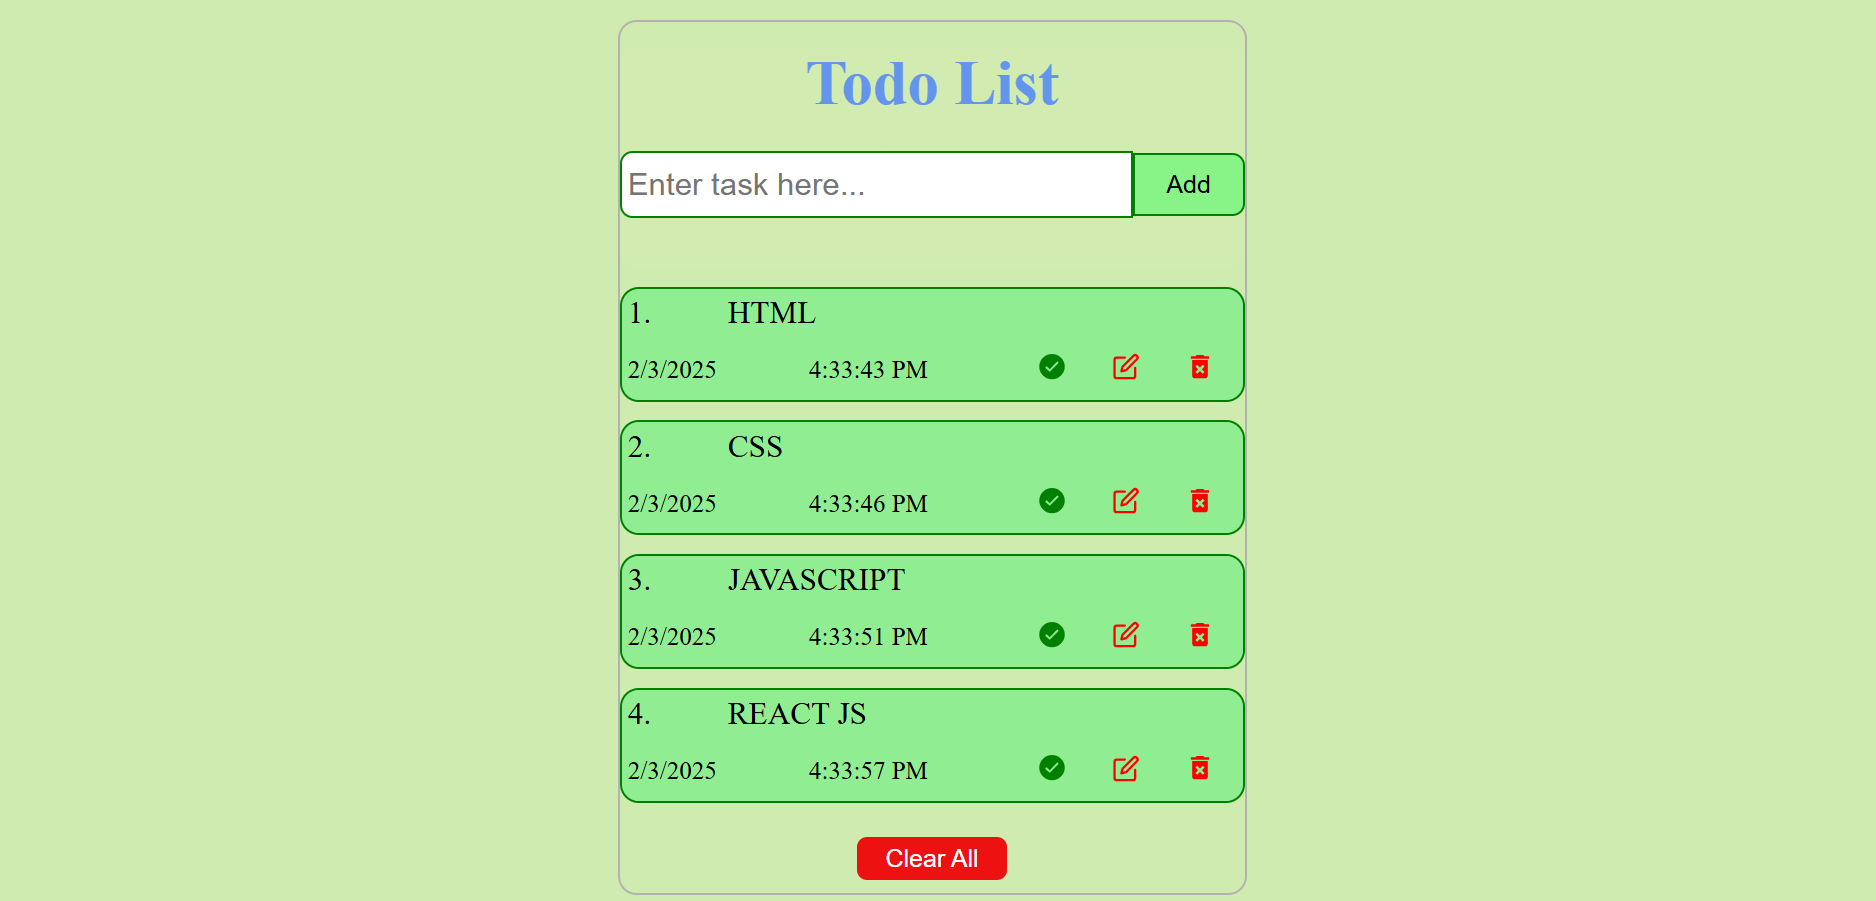 Todo List
Enter task here... Add
1. HTML
2/3/2025 4:33:43 PM
2. CSS
2/3/2025 4:33:46 PM
3. JAVASCRIPT
2/3/2025 4:33:51 PM
4. REACT JS
2/3/2025 4:33:57 PM
Clear All